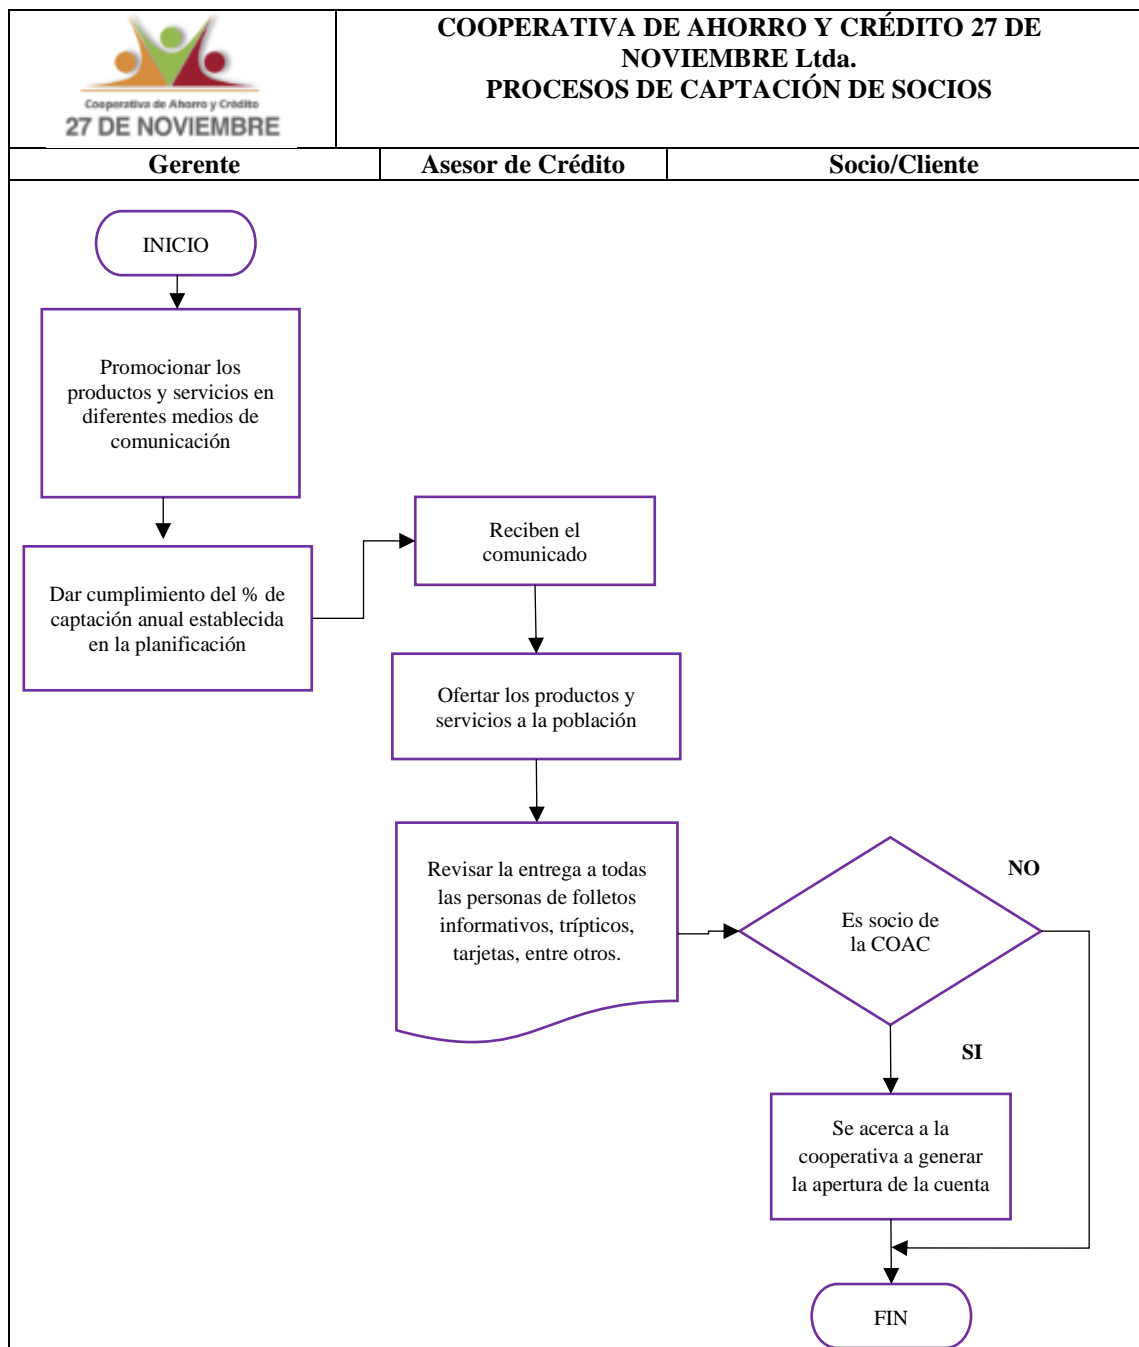 Cooperativa de Ahorro y Crédito
27 DE NOVIEMBRE
COOPERATIVA DE AHORRO Y CRÉDITO 27 DE
NOVIEMBRE Ltda.
PROCESOS DE CAPTACIÓN DE SOCIOS
Gerente
Asesor de Crédito
Socio/Cliente
INICIO
Promocionar los
productos y servicios en
diferentes medios de
comunicación
Dar cumplimiento del % de
captación anual establecida
en la planificación
Reciben el
comunicado
Ofertar los productos y
servicios a la población
Revisar la entrega a todas
las personas de folletos
informativos, trípticos,
tarjetas, entre otros.
Es socio de
la COAC
NO
SI
Se acerca a la
cooperativa a generar
la apertura de la cuenta
FIN